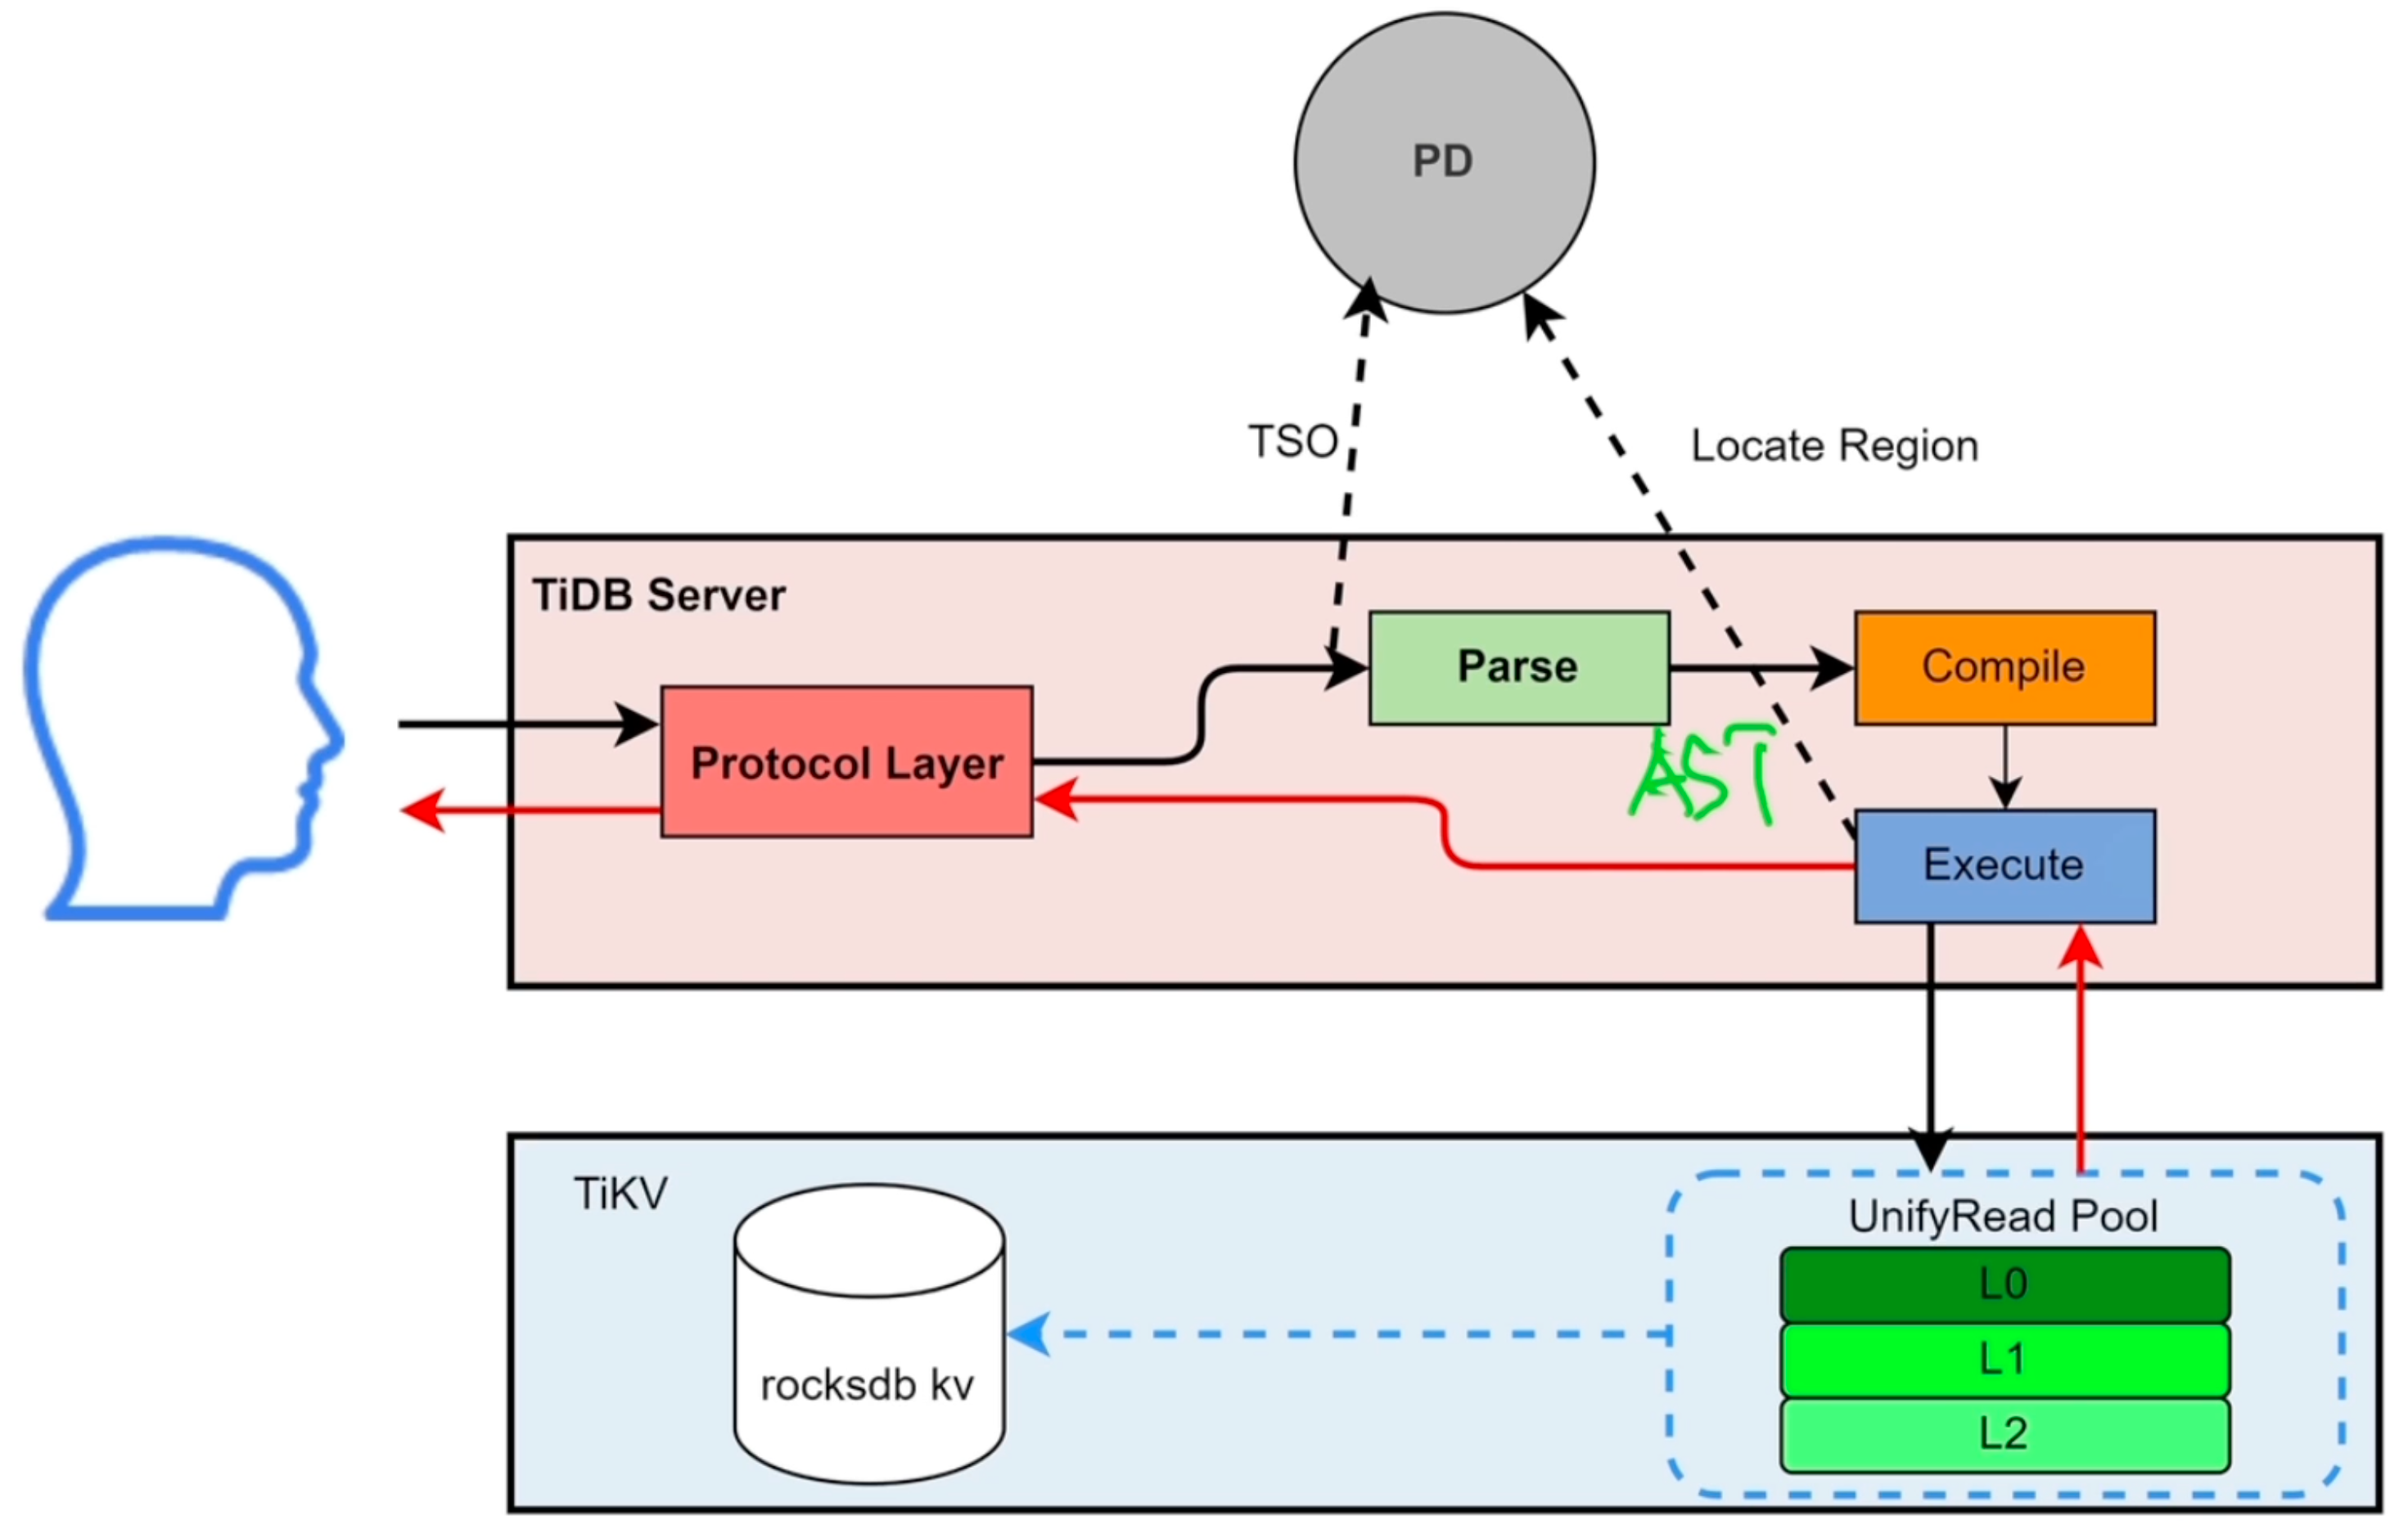 PD
TSO
Locate Region
TiDB Server
Parse
Compile
Protocol Layer
AST
Execute
TiKV
UnifyRead Pool
L0
L1
rocksdb kv
L2